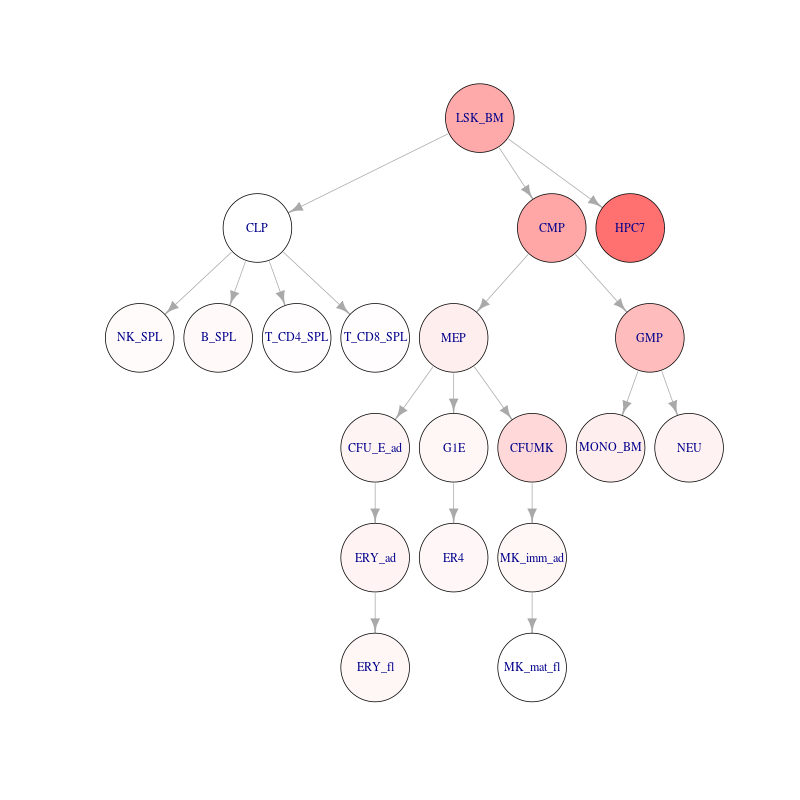 LSK_BM
CLP
CMP
HPC7
NK_SPL
B_SPL
T_CD4_SPL
T_CD8_SPL
MEP
GMP
CFU_E_ad
G1E
CFUMK
MONO_BM
NEU
ERY_ad
ER4
MK_imm_ad
ERY_fl
MK_mat_fl